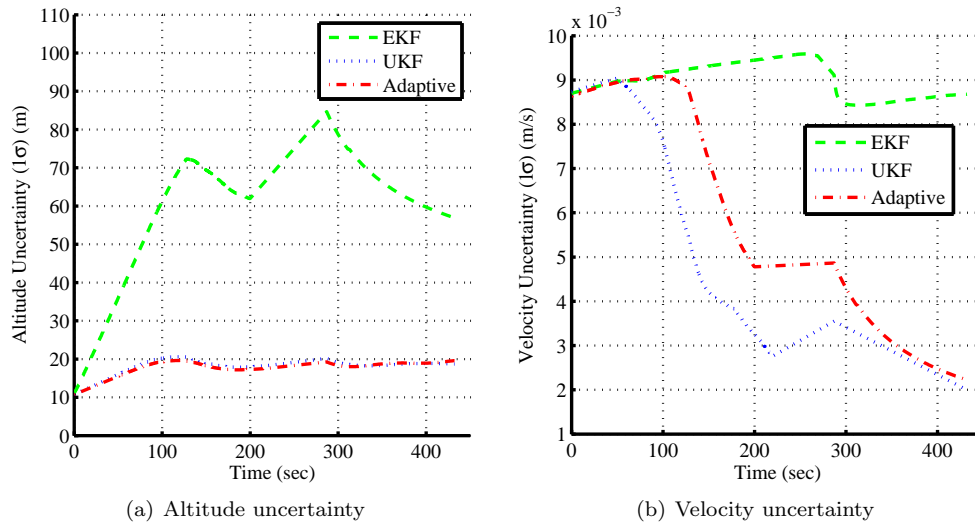 110
100
90
80
70
60
50
40
30
20
10
0
0
100
200
300
400
Altitude Uncertainty (1σ) (m)
Time (sec)
EKF
UKF
Adaptive
(a) Altitude uncertainty
x 10⁻³
10
9
8
7
6
5
4
3
2
1
0
100
200
300
400
Velocity Uncertainty (1σ) (m/s)
Time (sec)
EKF
UKF
Adaptive
(b) Velocity uncertainty